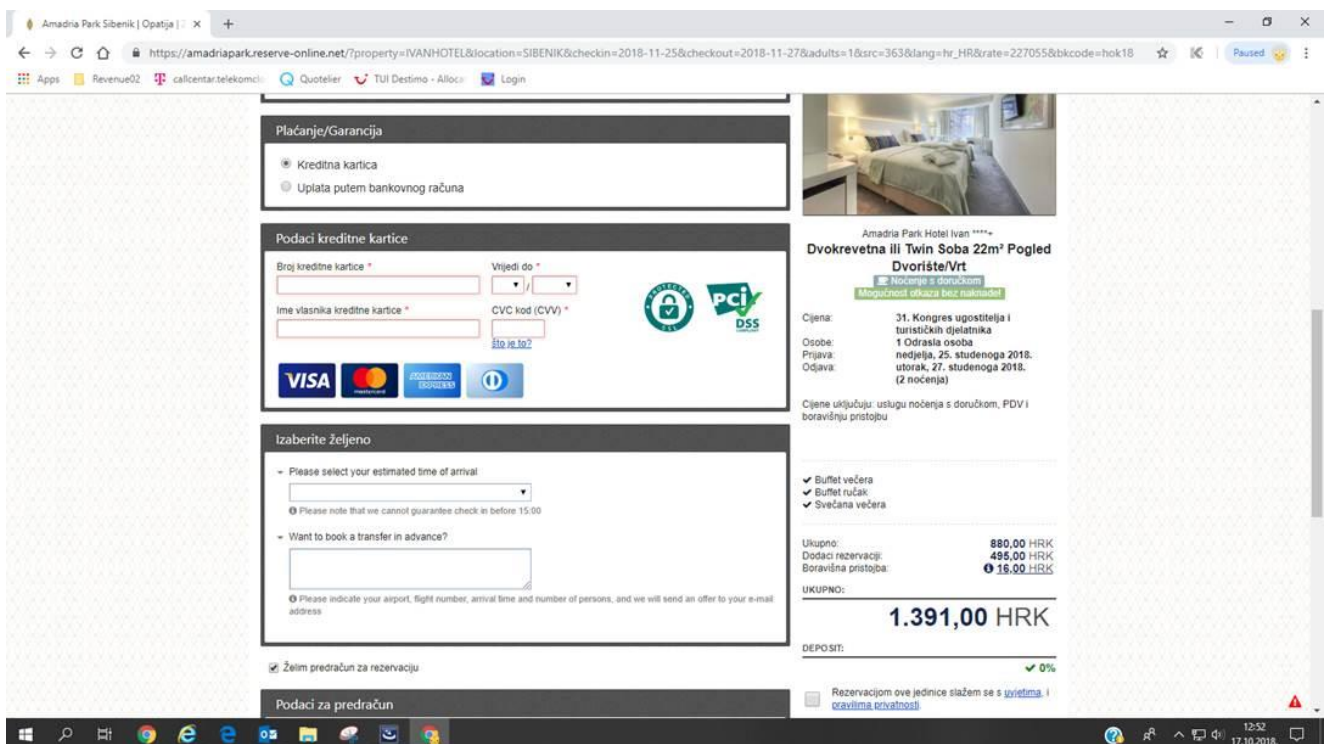 Amadria Park Sibenik | Opatija | 2
https://amadriapark.reserve-online.net/?property=IVANHOTEL&location=SIBENIK&checkin=2018-11-25&checkout=2018-11-27&adults=1&src=363&lang=hr_HR&rate=227055&bkcode=hok18
Paused
Apps
Revenue02
callcentar.telekomclo
Quotelier
TUI Destimo - Alloca
Login
Plaćanje/Garancija
Kreditna kartica
Uplata putem bankovnog računa
Podaci kreditne kartice
Broj kreditne kartice *
Vrijedi do *
/
Ime vlasnika kreditne kartice *
CVC kod (CVV) *
što je to?
PROTECTED
SSL
PCi
DSS
VISA
mastercard
AMERICAN
EXPRESS
Izaberite željeno
Please select your estimated time of arrival
Please note that we cannot guarantee check in before 15:00
Want to book a transfer in advance?
Please indicate your airport, flight number, arrival time and number of persons, and we will send an offer to your e-mail
address
Želim predračun za rezervaciju
Podaci za predračun
Amadria Park Hotel Ivan ****+
Dvokrevetna ili Twin Soba 22m² Pogled
Dvorište/Vrt
Noćenje s doručkom
Mogućnost otkaza bez naknade!
Cijena: 31. Kongres ugostitelja i
turističkih djelatnika
Osobe: 1 Odrasla osoba
Prijava: nedjelja, 25. studenoga 2018.
Odjava: utorak, 27. studenoga 2018.
(2 noćenja)
Cijene uključuju: uslugu noćenja s doručkom, PDV i
boravišnu pristojbu
Buffet večera
Buffet ručak
Svečana večera
Ukupno: 880,00 HRK
Dodaci rezervaciji: 495,00 HRK
Boravišna pristojba: 16,00 HRK
UKUPNO:
1.391,00 HRK
DEPOSIT:
0%
Rezervacijom ove jedinice slažem se s uvjetima, i
pravilima privatnosti.
12:52
17.10.2018.